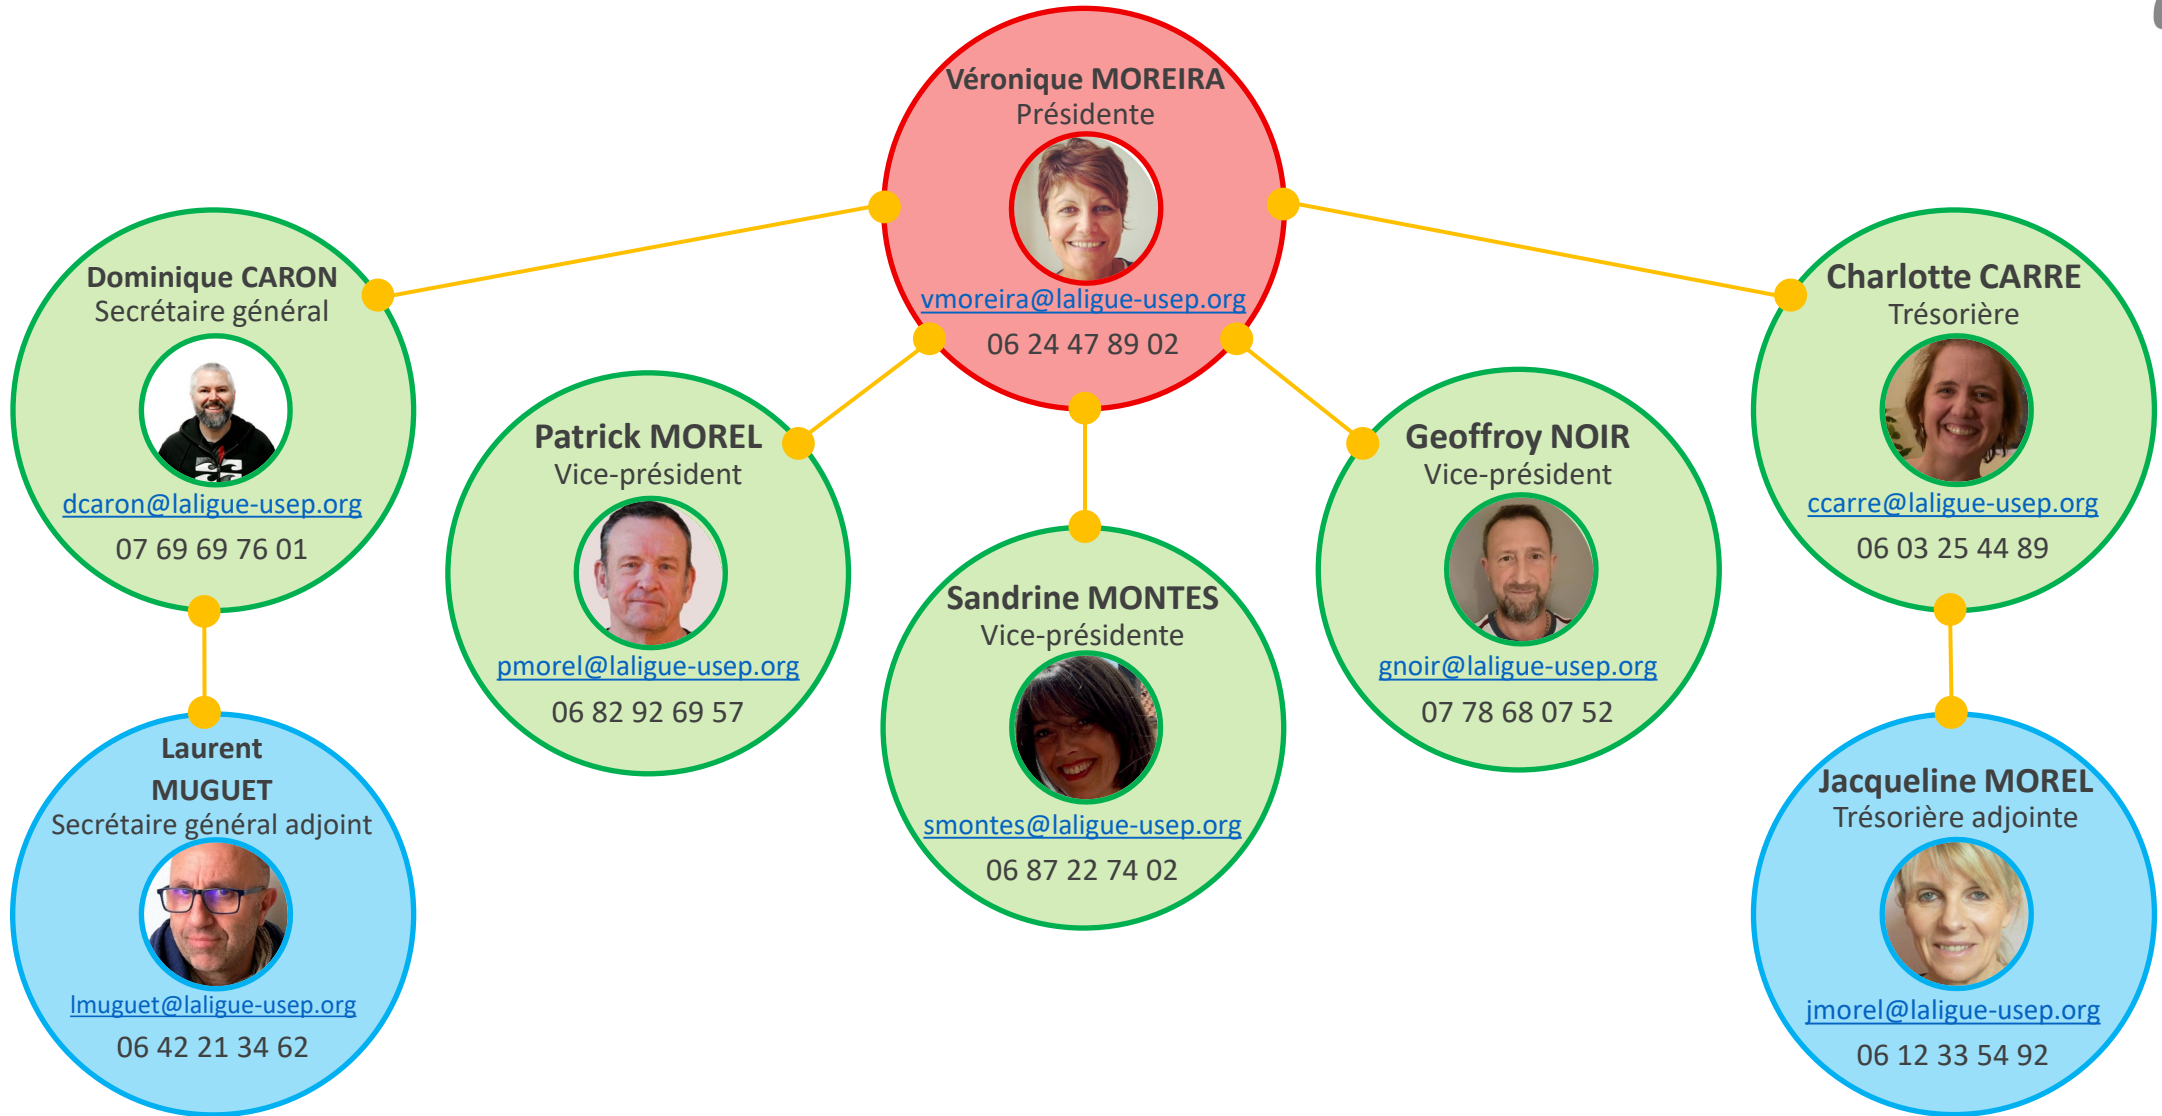 Véronique MOREIRA
Présidente
vmoreira@laligue-usep.org
06 24 47 89 02
Dominique CARON
Secrétaire général
dcaron@laligue-usep.org
07 69 69 76 01
Patrick MOREL
Vice-président
pmorel@laligue-usep.org
06 82 92 69 57
Sandrine MONTES
Vice-présidente
smontes@laligue-usep.org
06 87 22 74 02
Geoffroy NOIR
Vice-président
gnoir@laligue-usep.org
07 78 68 07 52
Charlotte CARRE
Trésorière
ccarre@laligue-usep.org
06 03 25 44 89
Laurent
MUGUET
Secrétaire général adjoint
lmuguet@laligue-usep.org
06 42 21 34 62
Jacqueline MOREL
Trésorière adjointe
jmorel@laligue-usep.org
06 12 33 54 92